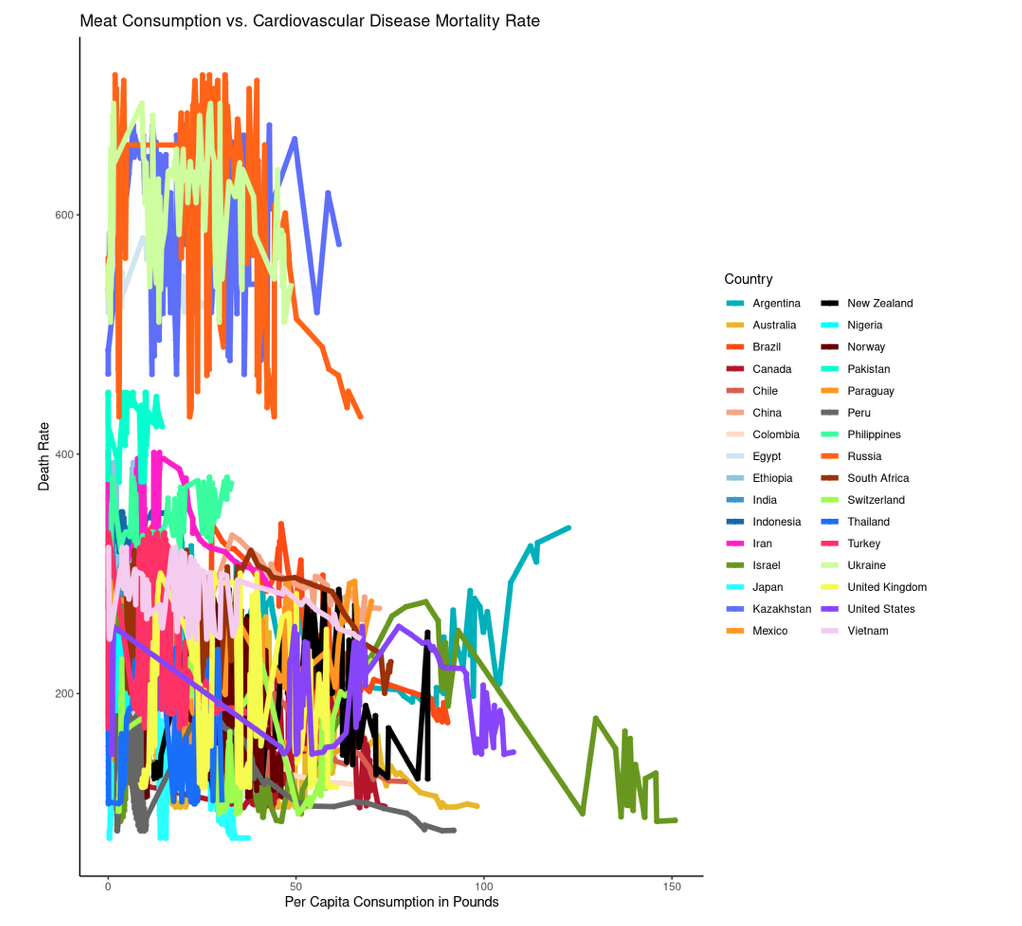 Meat Consumption vs. Cardiovascular Disease Mortality Rate
600
400
200
Death Rate
0
50
100
150
Per Capita Consumption in Pounds
Country
Argentina
Australia
Brazil
Canada
Chile
China
Colombia
Egypt
Ethiopia
India
Indonesia
Iran
Israel
Japan
Kazakhstan
Mexico
New Zealand
Nigeria
Norway
Pakistan
Paraguay
Peru
Philippines
Russia
South Africa
Switzerland
Thailand
Turkey
Ukraine
United Kingdom
United States
Vietnam